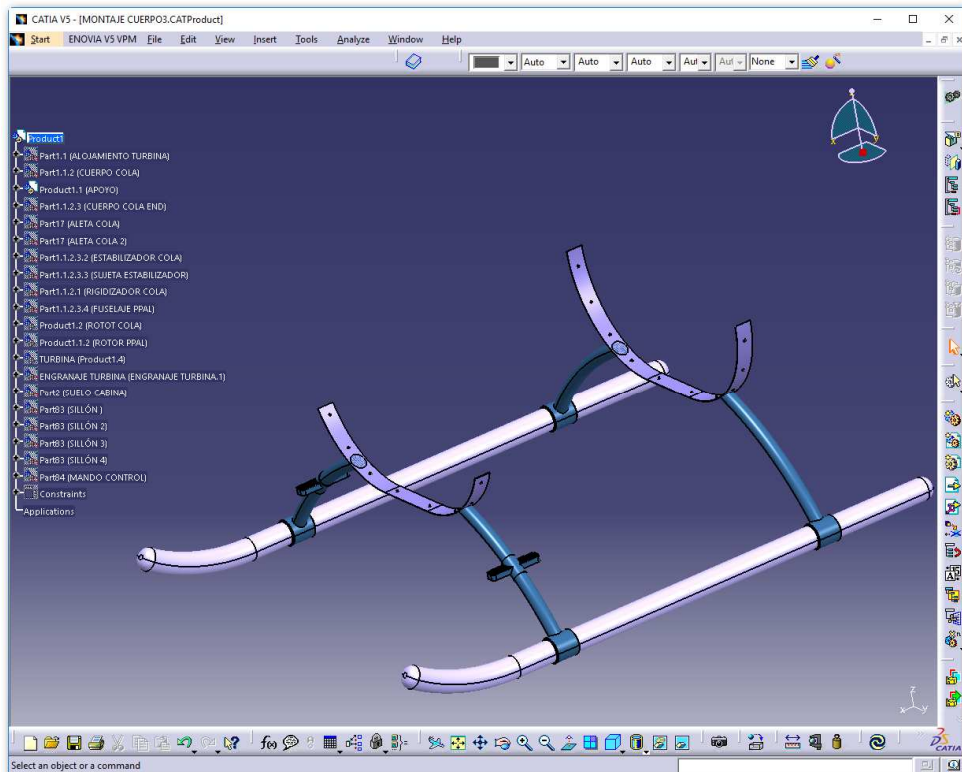 CATIA V5 - [MONTAJE CUERPO3.CATProduct]
Start ENOVIA V5 VPM File Edit View Insert Tools Analyze Window Help
Auto Auto Auto Aut Aut None
Product1
Part1.1 (ALOJAMIENTO TURBINA)
Part1.1.2 (CUERPO COLA)
Product1.1 (APOYO)
Part1.1.2.3 (CUERPO COLA END)
Part17 (ALETA COLA)
Part17 (ALETA COLA 2)
Part1.1.2.3.2 (ESTABILIZADOR COLA)
Part1.1.2.3.3 (SUJETA ESTABILIZADOR)
Part1.1.2.1 (RIGIDIZADOR COLA)
Part1.1.2.3.4 (FUSELAJE PPAL)
Product1.2 (ROTOT COLA)
Product1.1.2 (ROTOR PPAL)
TURBINA (Product1.4)
ENGRANAJE TURBINA (ENGRANAJE TURBINA.1)
Part2 (SUELO CABINA)
Part83 (SILLÓN )
Part83 (SILLÓN 2)
Part83 (SILLÓN 3)
Part83 (SILLÓN 4)
Part84 (MANDO CONTROL)
Constraints
Applications
z
x y
f(x)
CATIA
Select an object or a command